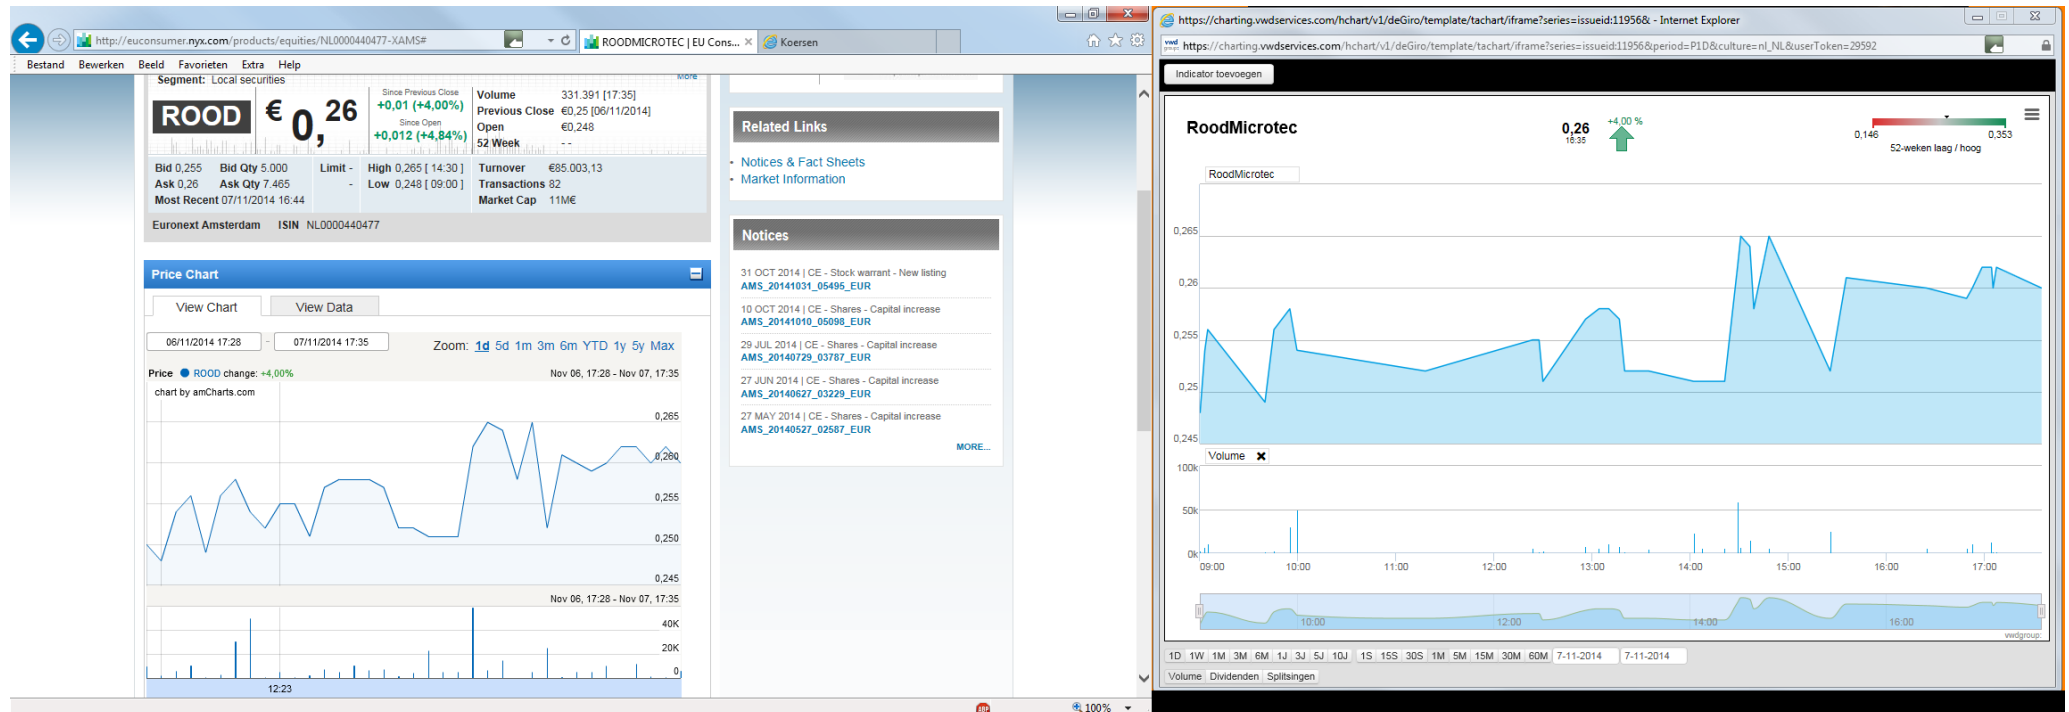 http://euconsumer.nyx.com/products/equities/NL0000440477-XAMS#
ROODMICROTEC | EU Cons...
Koersen
Bestand Bewerken Beeld Favorieten Extra Help
Segment: Local securities
More
ROOD
€ 0,26
Since Previous Close
+0,01 (+4,00%)
Since Open
+0,012 (+4,84%)
Volume 331.391 [17:35]
Previous Close €0,25 [06/11/2014]
Open €0,248
52 Week - -
Bid 0,255 Bid Qty 5.000 Limit - High 0,265 [ 14:30 ] Turnover €85.003,13
Ask 0,26 Ask Qty 7.465 - Low 0,248 [ 09:00 ] Transactions 82
Most Recent 07/11/2014 16:44 Market Cap 11M€
Euronext Amsterdam ISIN NL0000440477
Price Chart
View Chart View Data
06/11/2014 17:28 - 07/11/2014 17:35 Zoom: 1d 5d 1m 3m 6m YTD 1y 5y Max
Price ROOD change: +4,00% Nov 06, 17:28 - Nov 07, 17:35
chart by amCharts.com
0,265
0,260
0,255
0,250
0,245
Nov 06, 17:28 - Nov 07, 17:35
40K
20K
0
12:23
Related Links
Notices & Fact Sheets
Market Information
Notices
31 OCT 2014 | CE - Stock warrant - New listing
AMS_20141031_05495_EUR
10 OCT 2014 | CE - Shares - Capital increase
AMS_20141010_05098_EUR
29 JUL 2014 | CE - Shares - Capital increase
AMS_20140729_03787_EUR
27 JUN 2014 | CE - Shares - Capital increase
AMS_20140627_03229_EUR
27 MAY 2014 | CE - Shares - Capital increase
AMS_20140527_02587_EUR
MORE...
ABP
100%
https://charting.vwdservices.com/hchart/v1/deGiro/template/tachart/iframe?series=issueid:11956& - Internet Explorer
vwd group: https://charting.vwdservices.com/hchart/v1/deGiro/template/tachart/iframe?series=issueid:11956&period=P1D&culture=nl_NL&userToken=29592
Indicator toevoegen
RoodMicrotec
0,26
16:35
+4,00 %
0,146 0,353
52-weken laag / hoog
RoodMicrotec
0,265
0,26
0,255
0,25
0,245
Volume
100k
50k
0k
09:00 10:00 11:00 12:00 13:00 14:00 15:00 16:00 17:00
10:00 12:00 14:00 16:00
vwdgroup:
1D 1W 1M 3M 6M 1J 3J 5J 10J 1S 15S 30S 1M 5M 15M 30M 60M 7-11-2014 7-11-2014
Volume Dividenden Splitsingen